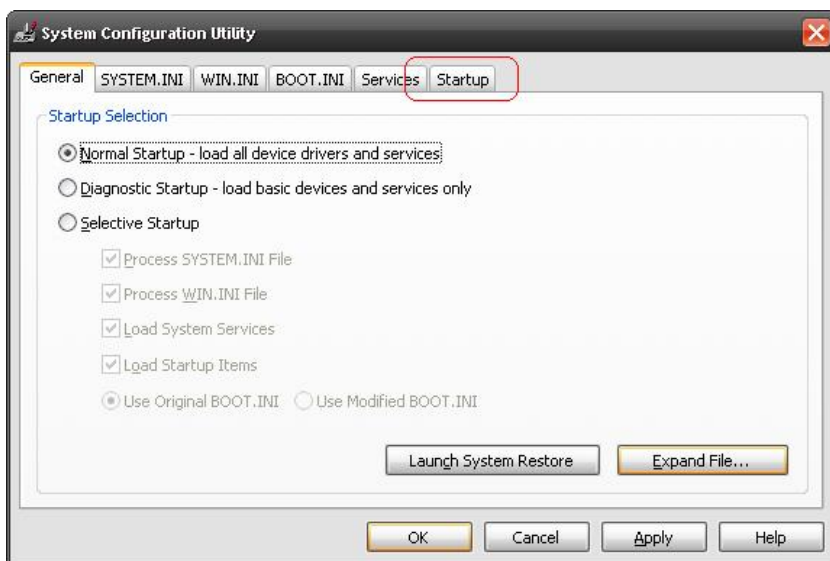 System Configuration Utility
General SYSTEM.INI WIN.INI BOOT.INI Services Startup
Startup Selection
Normal Startup - load all device drivers and services
Diagnostic Startup - load basic devices and services only
Selective Startup
Process SYSTEM.INI File
Process WIN.INI File
Load System Services
Load Startup Items
Use Original BOOT.INI Use Modified BOOT.INI
Launch System Restore Expand File...
OK Cancel Apply Help